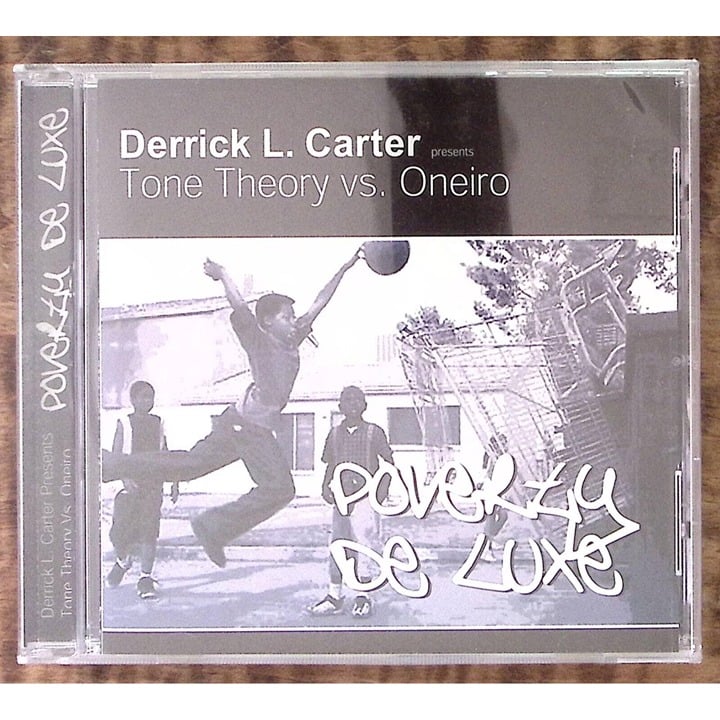 Derrick L. Carter presents
Tone Theory vs. Oneiro
POVERTY
DE LUXE
POVERTY DE LUXE
Derrick L. Carter Presents
Tone Theory Vs. Oneiro